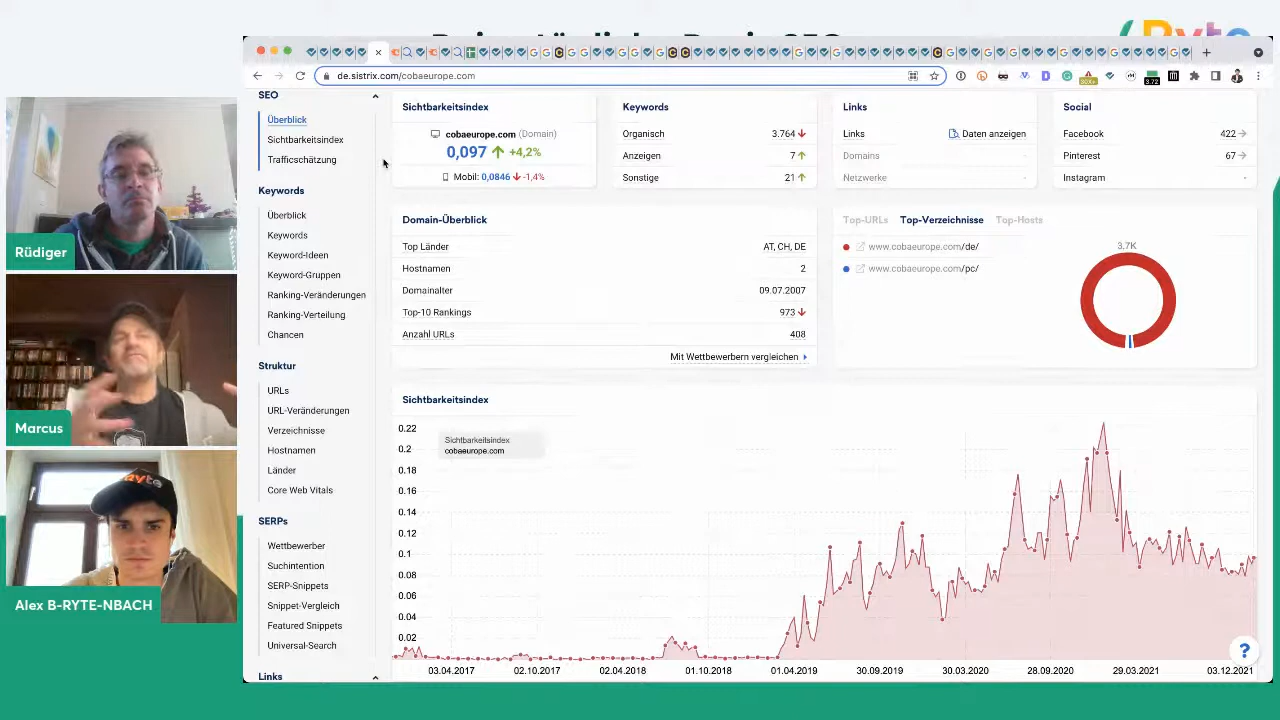 Ryte
de.sistrix.com/cobaeurope.com
3.72
SEO
Überblick
Sichtbarkeitsindex
Trafficschätzung
Keywords
Überblick
Keywords
Keyword-Ideen
Keyword-Gruppen
Ranking-Veränderungen
Ranking-Verteilung
Chancen
Struktur
URLs
URL-Veränderungen
Verzeichnisse
Hostnamen
Länder
Core Web Vitals
SERPs
Wettbewerber
Suchintention
SERP-Snippets
Snippet-Vergleich
Featured Snippets
Universal-Search
Links
Sichtbarkeitsindex
cobaeurope.com (Domain)
0,097 +4,2%
Mobil: 0,0846 -1,4%
Keywords
Organisch 3.764
Anzeigen 7
Sonstige 21
Links
Links Daten anzeigen
Domains -
Netzwerke -
Social
Facebook 422
Pinterest 67
Instagram -
Domain-Überblick
Top Länder AT, CH, DE
Hostnamen 2
Domainalter 09.07.2007
Top-10 Rankings 973
Anzahl URLs 408
Mit Wettbewerbern vergleichen
Top-URLs Top-Verzeichnisse Top-Hosts
www.cobaeurope.com/de/
www.cobaeurope.com/pc/
3.7K
Sichtbarkeitsindex
Sichtbarkeitsindex
cobaeurope.com
0.22
0.2
0.18
0.16
0.14
0.12
0.1
0.08
0.06
0.04
0.02
03.04.2017 02.10.2017 02.04.2018 01.10.2018 01.04.2019 30.09.2019 30.03.2020 28.09.2020 29.03.2021 03.12.2021
?
Rüdiger
Marcus
Ryte
Alex B-RYTE-NBACH